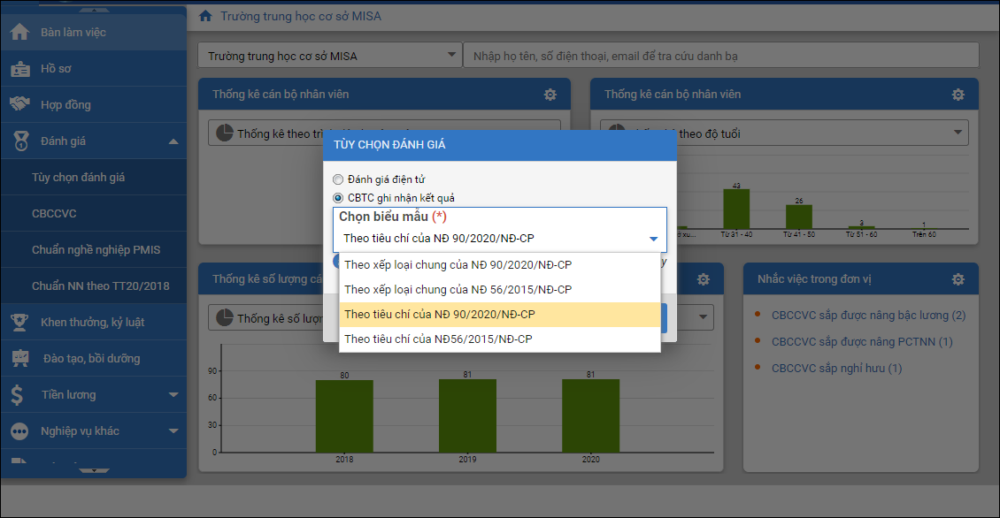 Trường trung học cơ sở MISA
Bàn làm việc
Hồ sơ
Hợp đồng
Đánh giá
Tùy chọn đánh giá
CBCCVC
Chuẩn nghề nghiệp PMIS
Chuẩn NN theo TT20/2018
Khen thưởng, kỷ luật
Đào tạo, bồi dưỡng
Tiền lương
Nghiệp vụ khác
Trường trung học cơ sở MISA
Nhập họ tên, số điện thoại, email để tra cứu danh bạ
Thống kê cán bộ nhân viên
Thống kê theo
Thống kê cán bộ nhân viên
theo độ tuổi
43
26
3
1
Từ 31 - 40
Từ 41 - 50
Từ 51 - 60
Trên 60
TÙY CHỌN ĐÁNH GIÁ
Đánh giá điện tử
CBTC ghi nhận kết quả
Chọn biểu mẫu (*)
Theo tiêu chí của NĐ 90/2020/NĐ-CP
Theo xếp loại chung của NĐ 90/2020/NĐ-CP
Theo xếp loại chung của NĐ 56/2015/NĐ-CP
Theo tiêu chí của NĐ 90/2020/NĐ-CP
Theo tiêu chí của NĐ56/2015/NĐ-CP
Thống kê số lượng
Thống kê số
90
60
30
0
80
81
81
2018
2019
2020
Nhắc việc trong đơn vị
CBCCVC sắp được nâng bậc lương (2)
CBCCVC sắp được nâng PCTNN (1)
CBCCVC sắp nghỉ hưu (1)